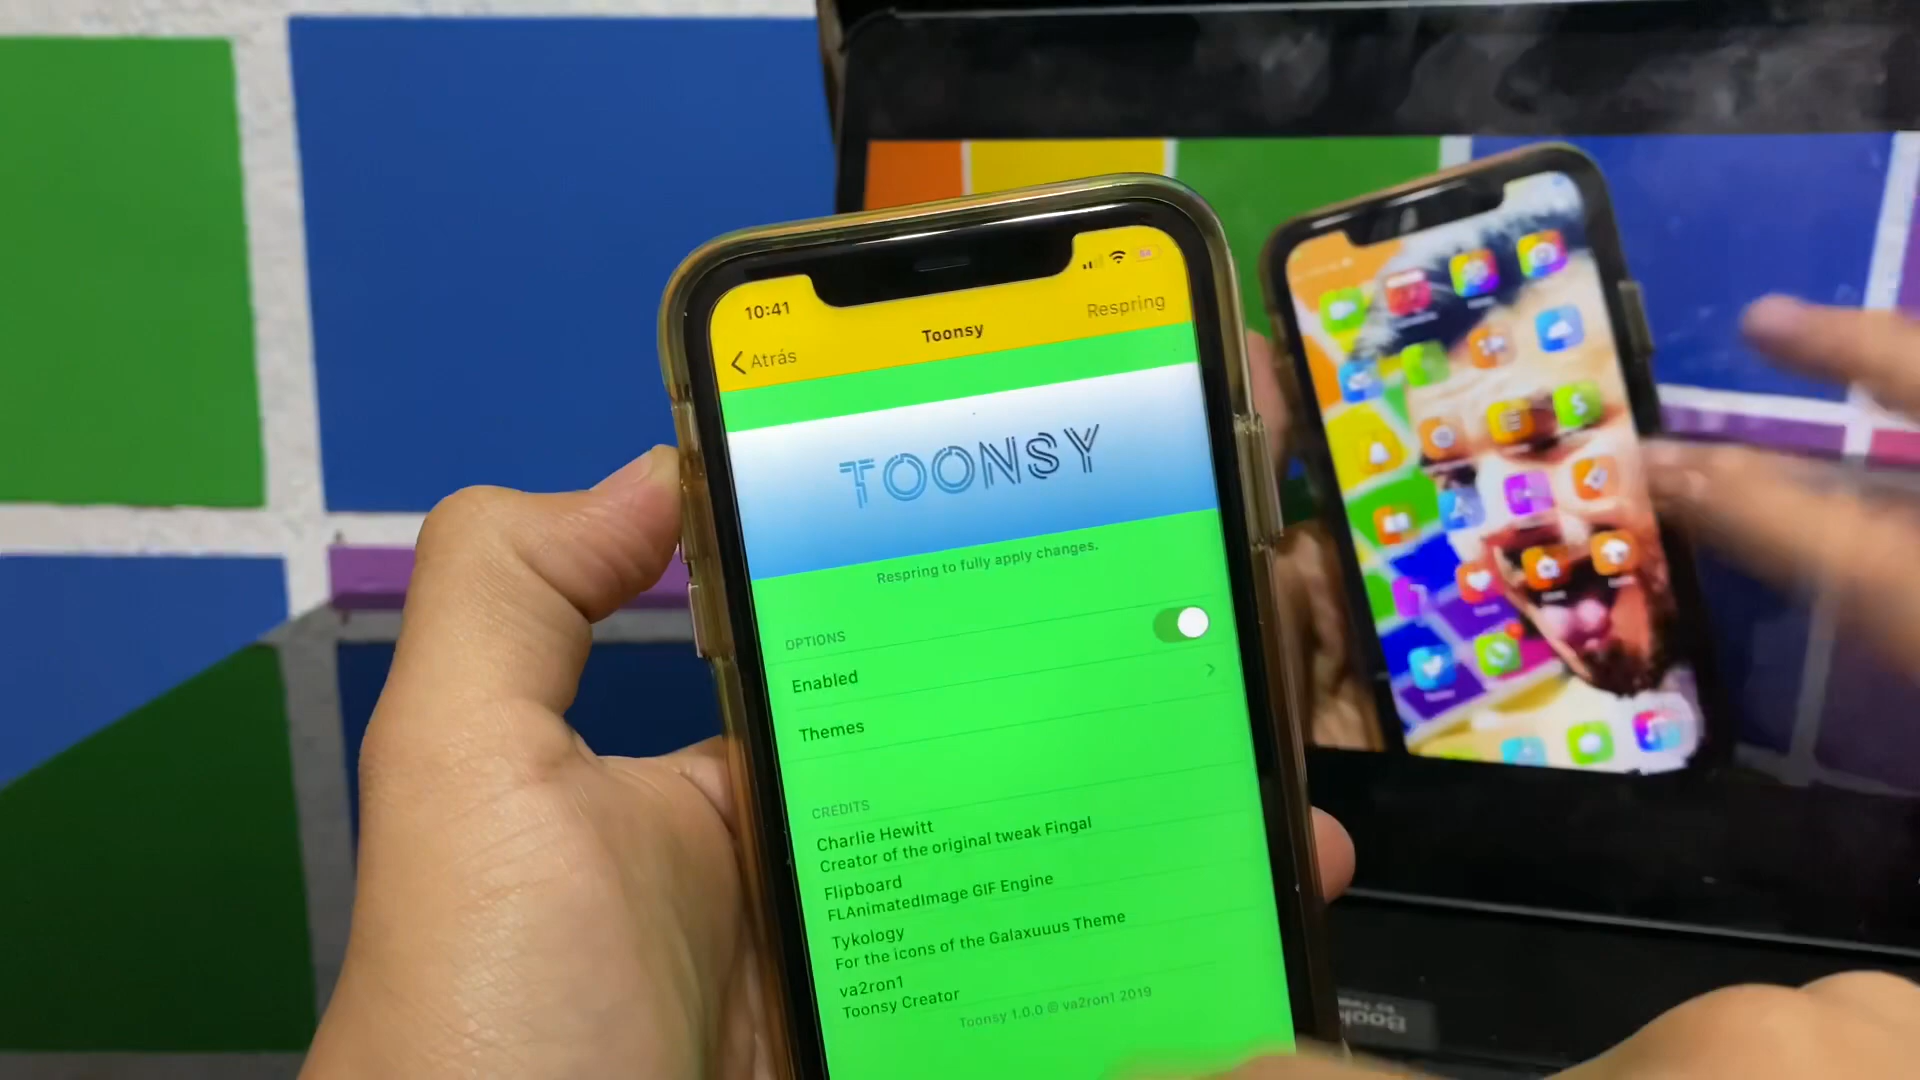 10:41
Atrás
Toonsy
Respring
TOONSY
Respring to fully apply changes.
OPTIONS
Enabled
Themes
CREDITS
Charlie Hewitt
Creator of the original tweak Fingal
Flipboard
FLAnimatedImage GIF Engine
Tykology
For the icons of the Galaxuuus Theme
va2ron1
Toonsy Creator
Toonsy 1.0.0 @ va2ron1 2019